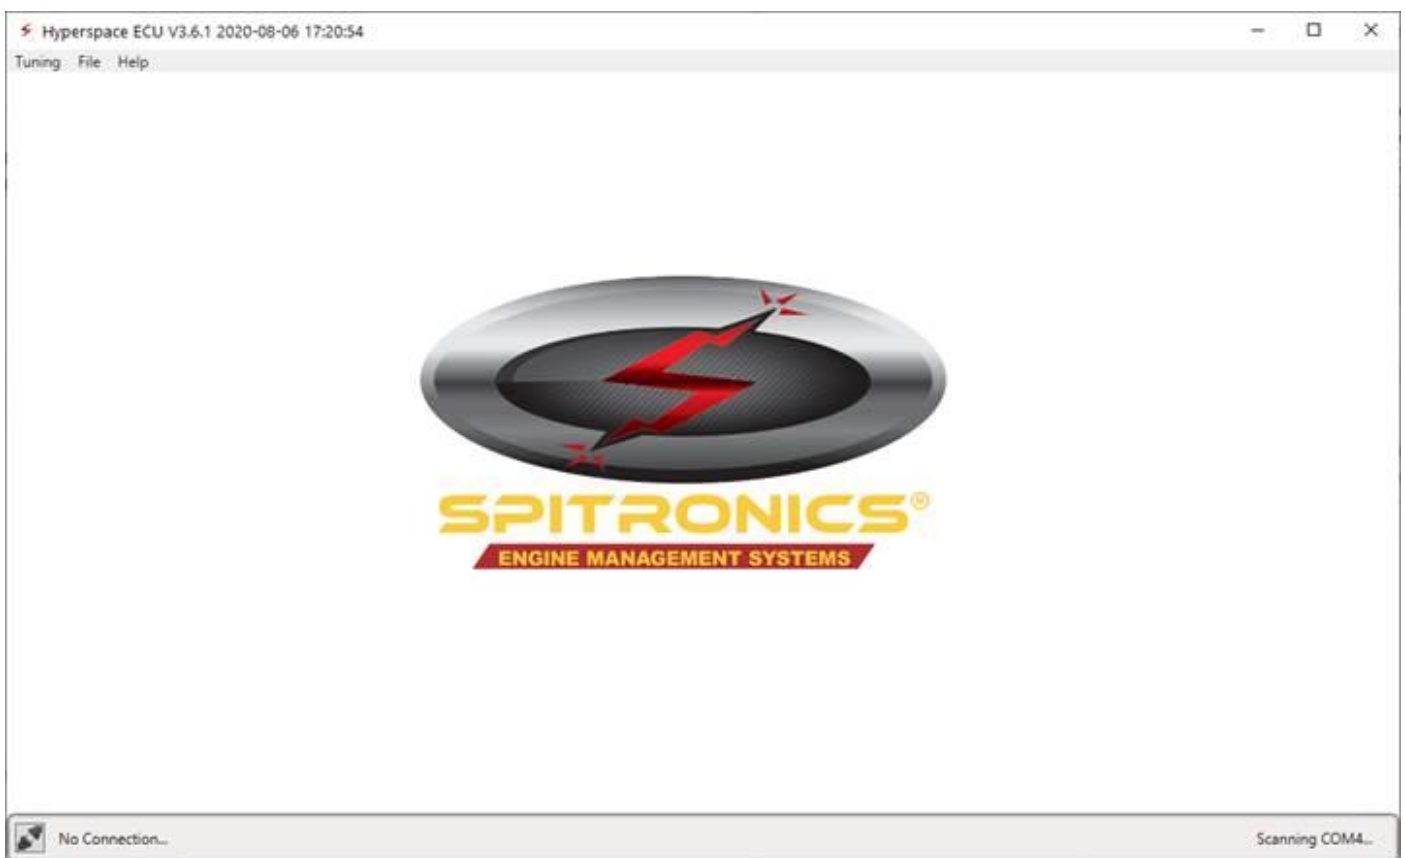 Hyperspace ECU V3.6.1 2020-08-06 17:20:54
Tuning File Help
SPITRONICS®
ENGINE MANAGEMENT SYSTEMS
No Connection...
Scanning COM4...